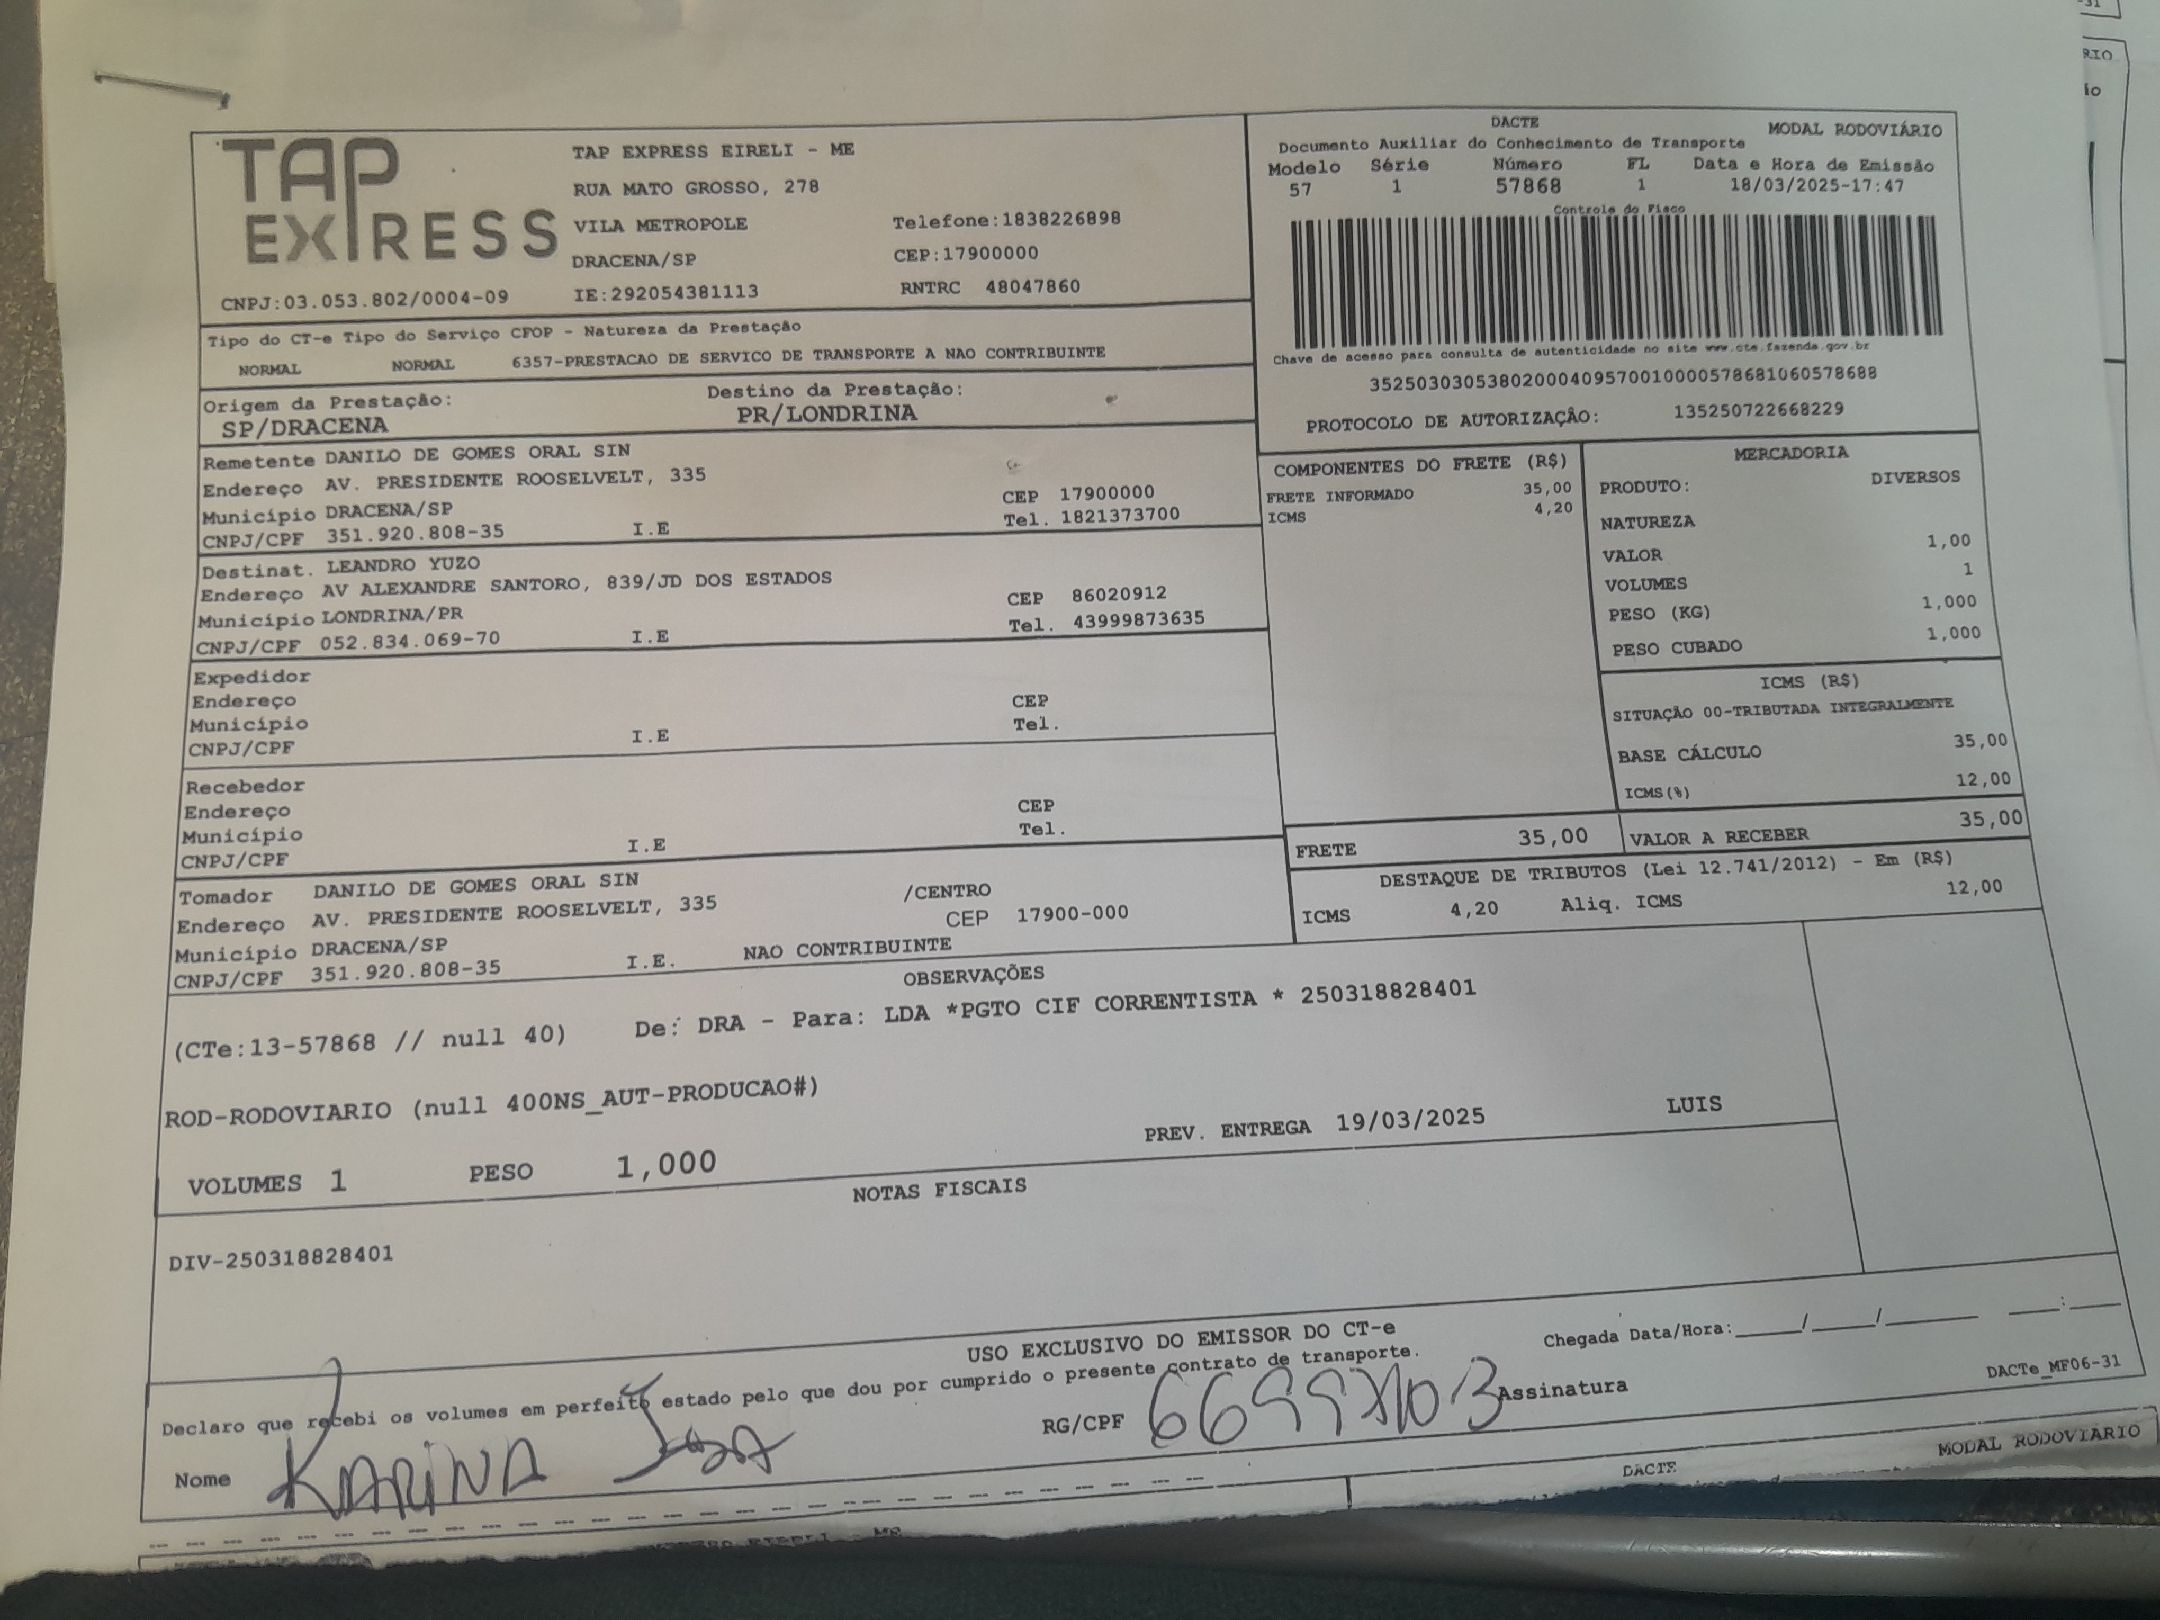 TAP EXPRESS
TAP EXPRESS EIRELI - ME
RUA MATO GROSSO, 278
VILA METROPOLE Telefone:1838226898
DRACENA/SP CEP:17900000
CNPJ:03.053.802/0004-09 IE:292054381113 RNTRC 48047860
DACTE MODAL RODOVIÁRIO
Documento Auxiliar do Conhecimento de Transporte
Modelo Série Número FL Data e Hora de Emissão
57 1 57868 1 18/03/2025-17:47
Controle do Fisco
Chave de acesso para consulta de autenticidade no site www.cte.fazenda.gov.br
35250303053802000409570010000578681060578688
PROTOCOLO DE AUTORIZAÇÃO: 135250722668229
Tipo do CT-e Tipo do Serviço CFOP - Natureza da Prestação
NORMAL NORMAL 6357-PRESTACAO DE SERVICO DE TRANSPORTE A NAO CONTRIBUINTE
Origem da Prestação: Destino da Prestação:
SP/DRACENA PR/LONDRINA
Remetente DANILO DE GOMES ORAL SIN
Endereço AV. PRESIDENTE ROOSELVELT, 335
Município DRACENA/SP CEP 17900000
CNPJ/CPF 351.920.808-35 I.E Tel. 1821373700
Destinat. LEANDRO YUZO
Endereço AV ALEXANDRE SANTORO, 839/JD DOS ESTADOS
Município LONDRINA/PR CEP 86020912
CNPJ/CPF 052.834.069-70 I.E Tel. 43999873635
Expedidor
Endereço CEP
Município Tel.
CNPJ/CPF I.E
Recebedor
Endereço CEP
Município Tel.
CNPJ/CPF I.E
Tomador DANILO DE GOMES ORAL SIN /CENTRO
Endereço AV. PRESIDENTE ROOSELVELT, 335 CEP 17900-000
Município DRACENA/SP
CNPJ/CPF 351.920.808-35 I.E. NAO CONTRIBUINTE
COMPONENTES DO FRETE (R$)
FRETE INFORMADO 35,00
ICMS 4,20
MERCADORIA
PRODUTO: DIVERSOS
NATUREZA
VALOR 1,00
VOLUMES 1
PESO (KG) 1,000
PESO CUBADO 1,000
ICMS (R$)
SITUAÇÃO 00-TRIBUTADA INTEGRALMENTE
BASE CÁLCULO 35,00
ICMS(%) 12,00
FRETE 35,00 VALOR A RECEBER 35,00
DESTAQUE DE TRIBUTOS (Lei 12.741/2012) - Em (R$)
ICMS 4,20 Aliq. ICMS 12,00
OBSERVAÇÕES
(CTe:13-57868 // null 40) De: DRA - Para: LDA *PGTO CIF CORRENTISTA * 250318828401
ROD-RODOVIARIO (null 400NS_AUT-PRODUCAO#)
PREV. ENTREGA 19/03/2025 LUIS
VOLUMES 1 PESO 1,000
NOTAS FISCAIS
DIV-250318828401
USO EXCLUSIVO DO EMISSOR DO CT-e
Chegada Data/Hora:____/____/______ ___:___
Declaro que recebi os volumes em perfeito estado pelo que dou por cumprido o presente contrato de transporte.
DACTe_MF06-31
Nome KARINA RG/CPF Assinatura
DACTE MODAL RODOVIÁRIO